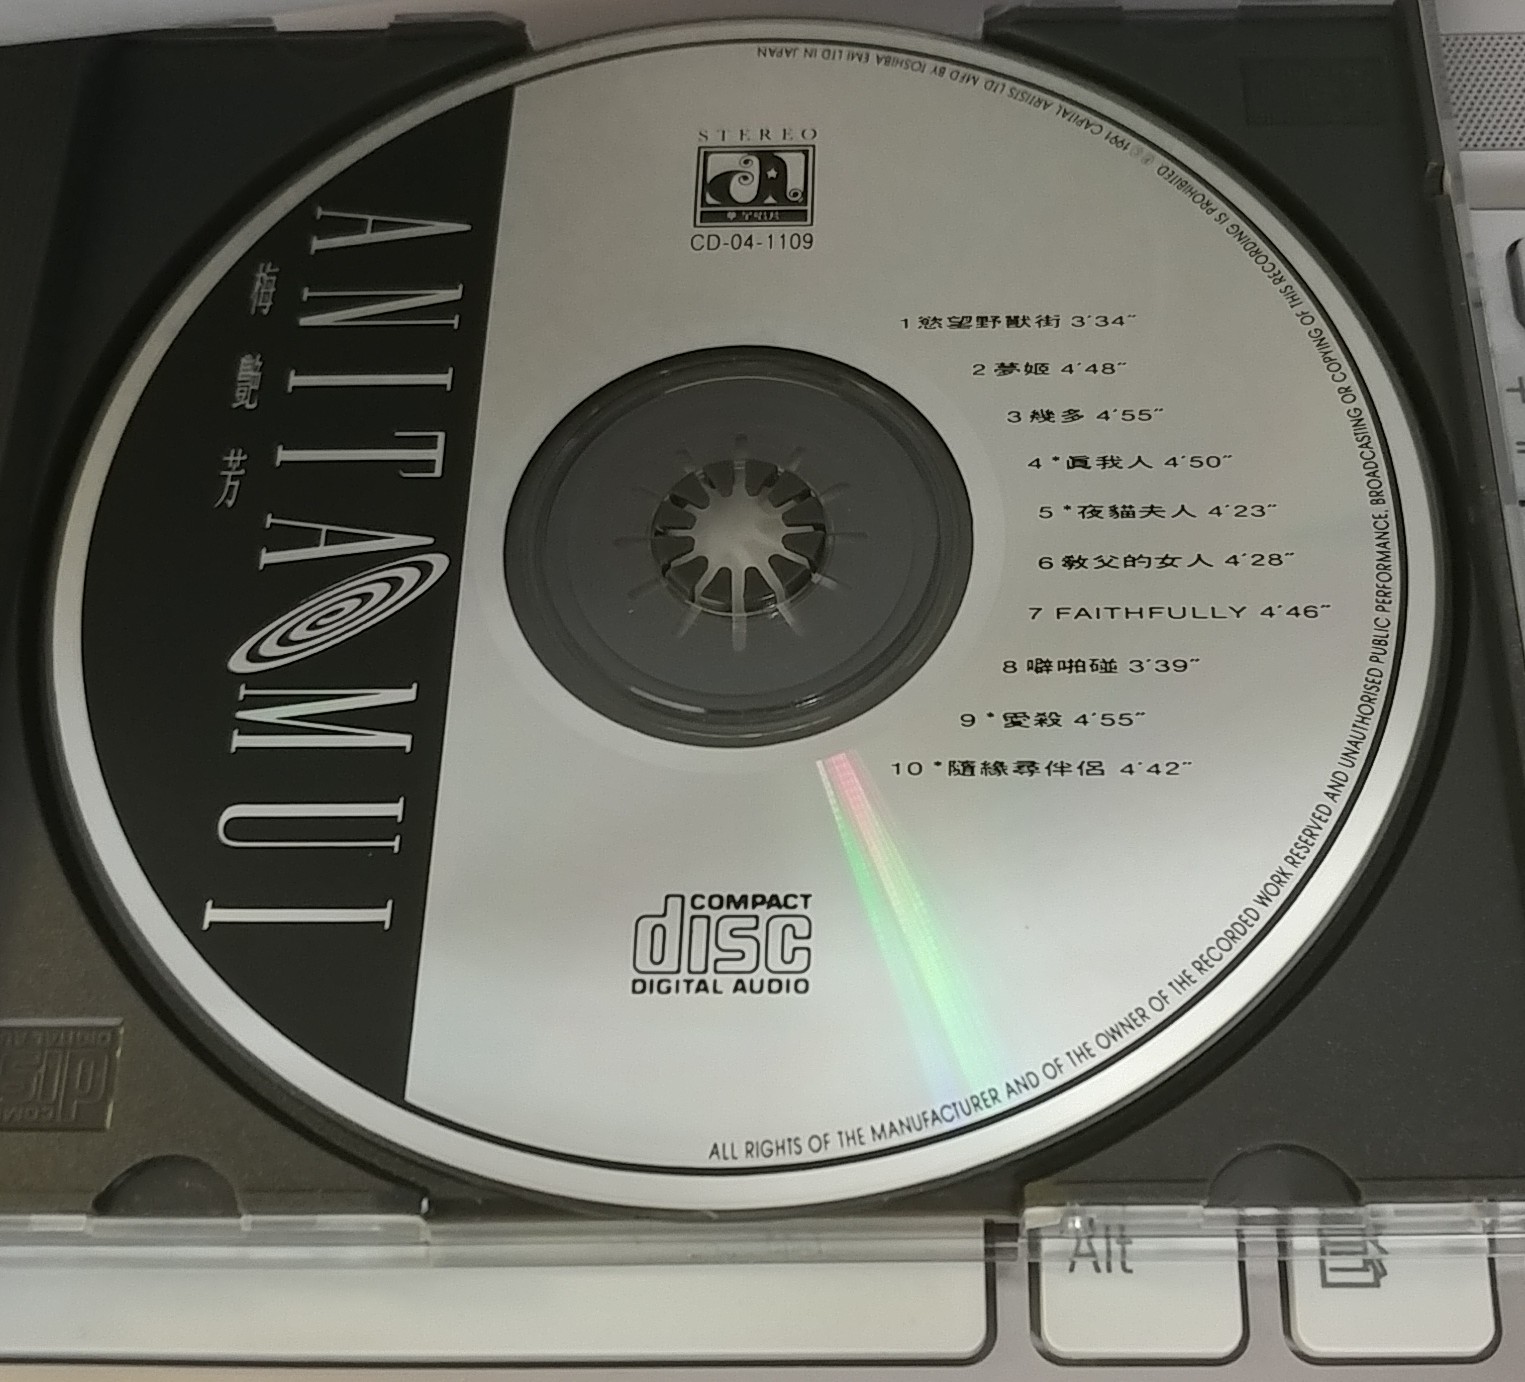 STEREO
華星唱片
CD-04-1109
ANITA MUI
梅艷芳
1 慾望野獸街 3'34"
2 夢姬 4'48"
3 幾多 4'55"
4 *眞我人 4'50"
5 *夜貓夫人 4'23"
6 教父的女人 4'28"
7 FAITHFULLY 4'46"
8 噼啪碰 3'39"
9 *愛殺 4'55"
10 *隨緣尋伴侶 4'42"
COMPACT
disc
DIGITAL AUDIO
ALL RIGHTS OF THE MANUFACTURER AND OF THE OWNER OF THE RECORDED WORK RESERVED AND UNAUTHORISED PUBLIC PERFORMANCE, BROADCASTING OR COPYING OF THIS RECORDING IS PROHIBITED. ℗ © 1991 CAPITAL ARTISTS LTD. MFD BY TOSHIBA EMI LTD IN JAPAN
Alt